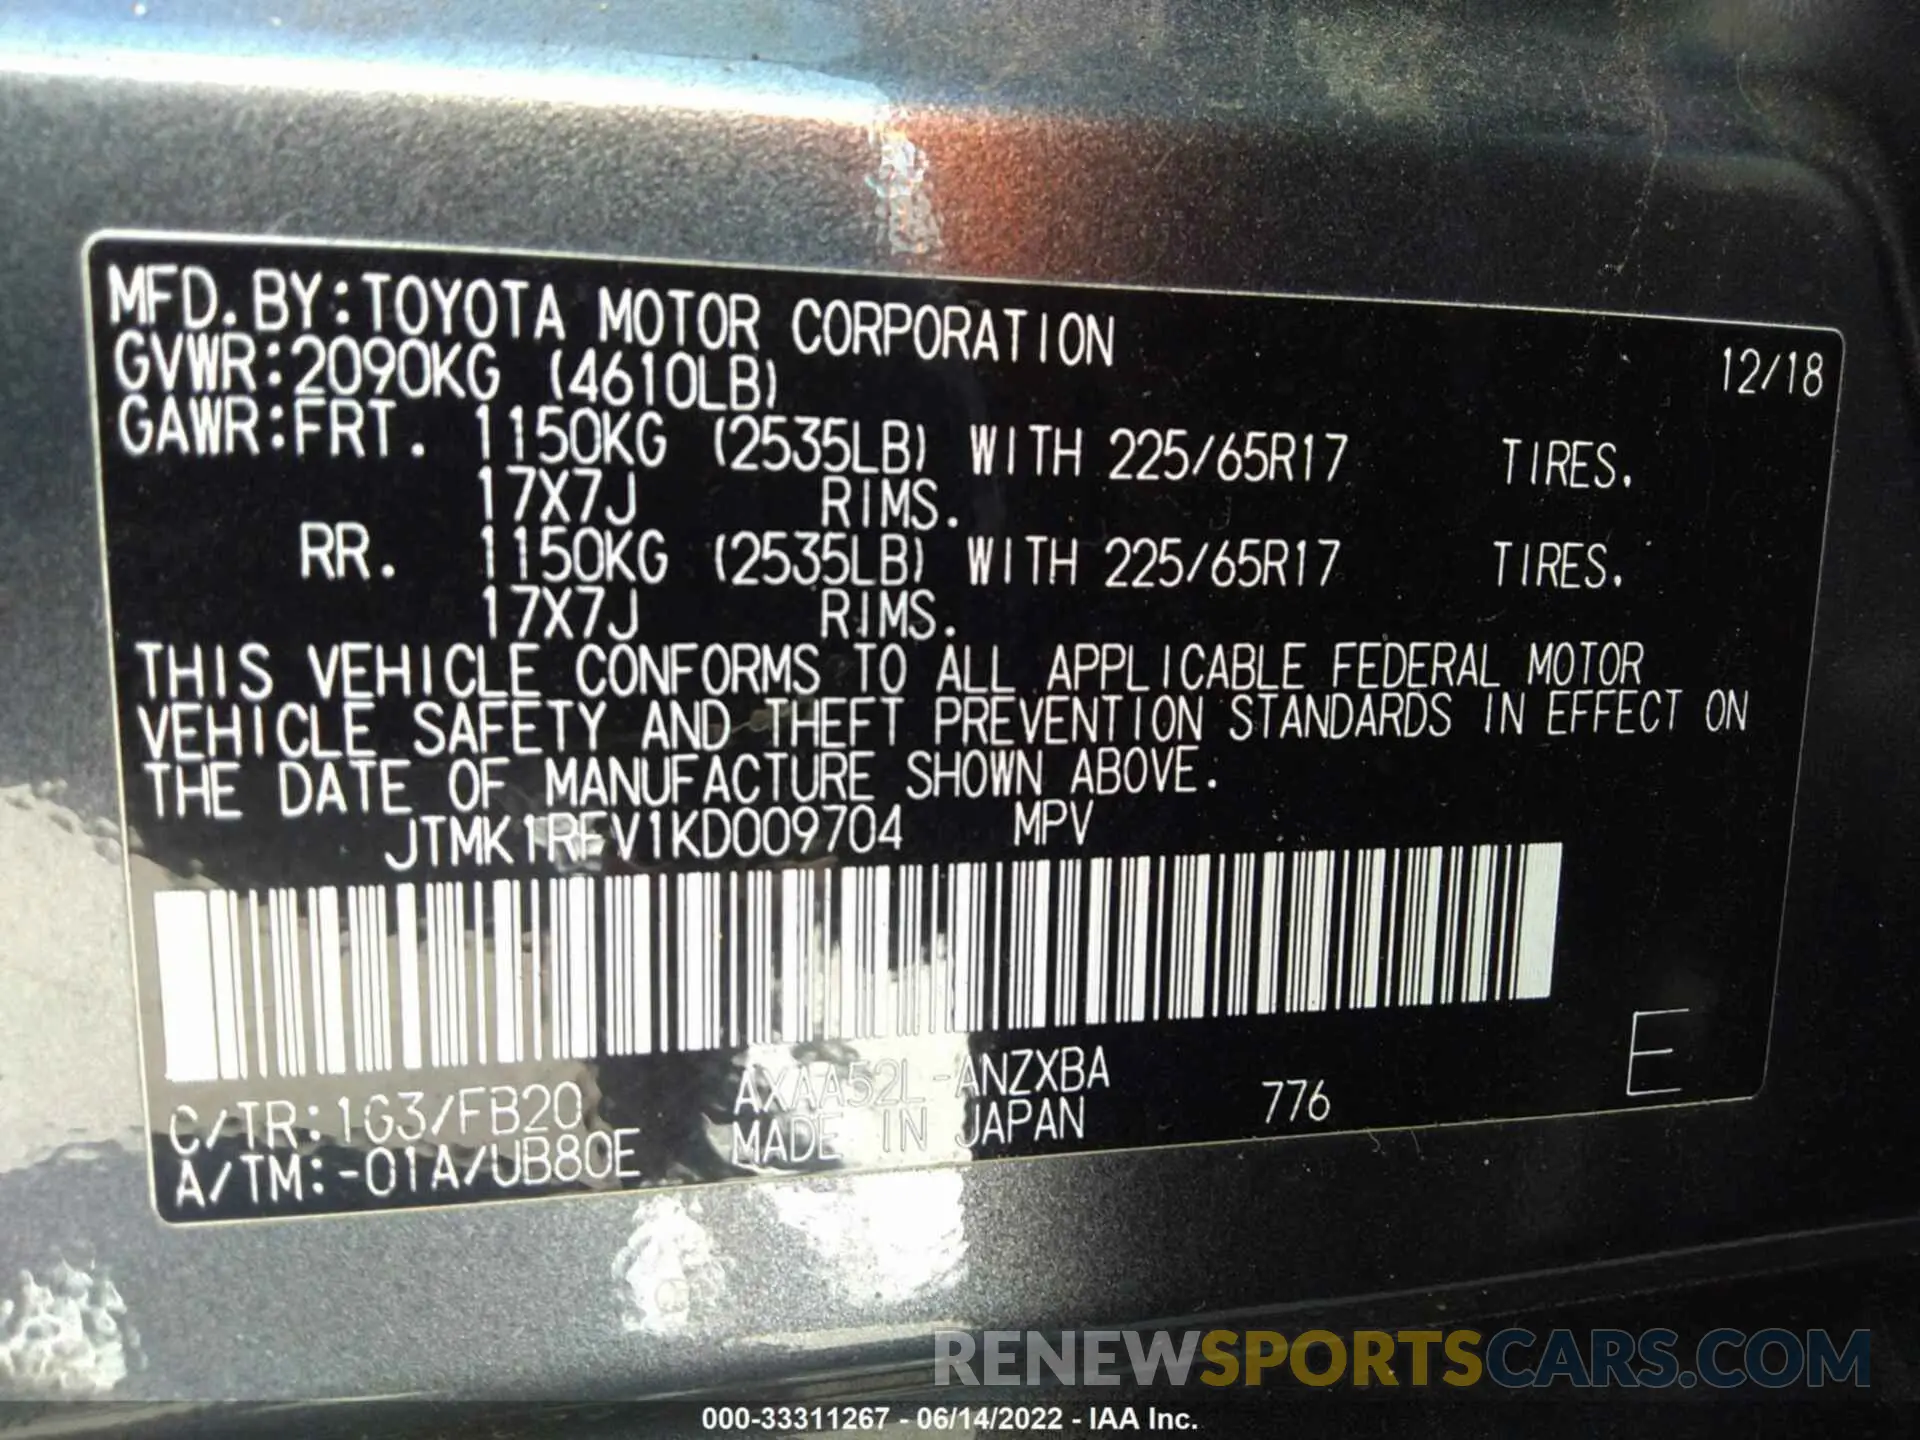 MFD. BY: TOYOTA MOTOR CORPORATION 12/18
GVWR: 2090KG (4610LB)
GAWR: FRT. 1150KG (2535LB) WITH 225/65R17 TIRES.
17X7J RIMS.
RR. 1150KG (2535LB) WITH 225/65R17 TIRES.
17X7J RIMS.
THIS VEHICLE CONFORMS TO ALL APPLICABLE FEDERAL MOTOR
VEHICLE SAFETY AND THEFT PREVENTION STANDARDS IN EFFECT ON
THE DATE OF MANUFACTURE SHOWN ABOVE.
JTMK1RFV1KD009704 MPV
E
C/TR: 1G3/FB20 AXAA52L-ANZXBA 776
A/TM: -01A/UB80E MADE IN JAPAN
RENEWSPORTSCARS.COM
000-33311267 - 06/14/2022 - IAA Inc.